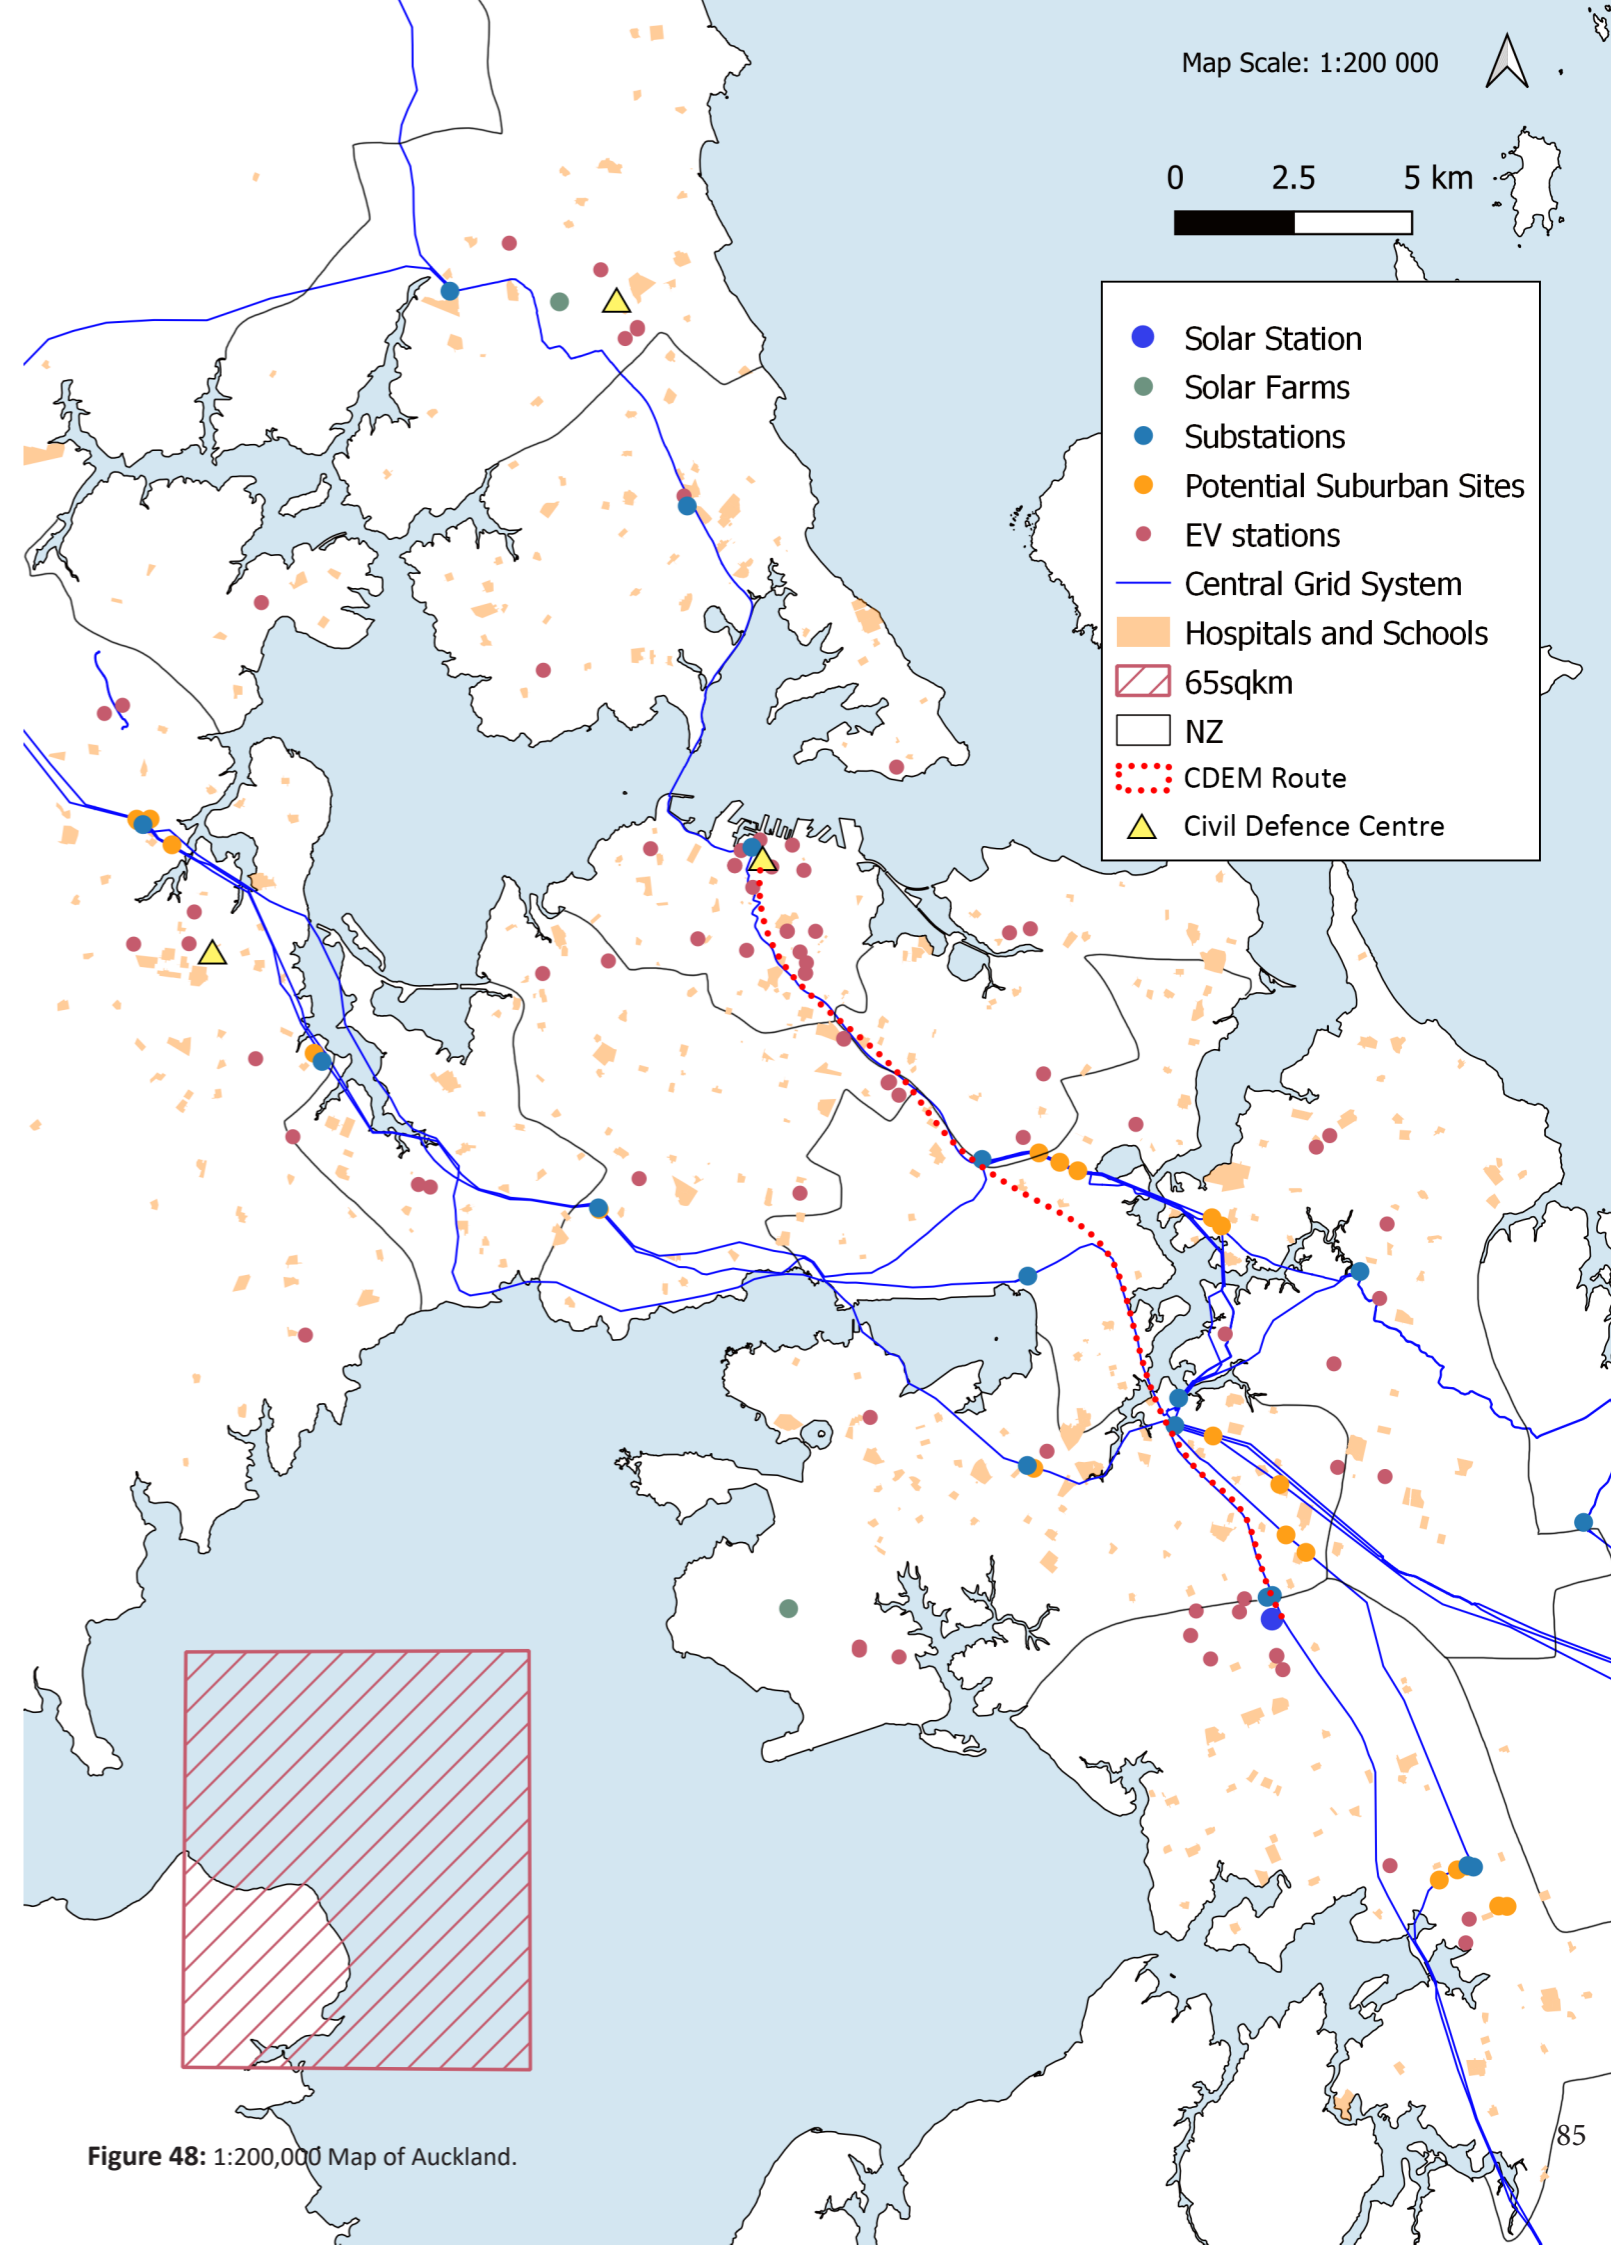 Map Scale: 1:200 000
0 2.5 5 km
Solar Station
Solar Farms
Substations
Potential Suburban Sites
EV stations
Central Grid System
Hospitals and Schools
65sqkm
NZ
CDEM Route
Civil Defence Centre
85
Figure 48: 1:200,000 Map of Auckland.